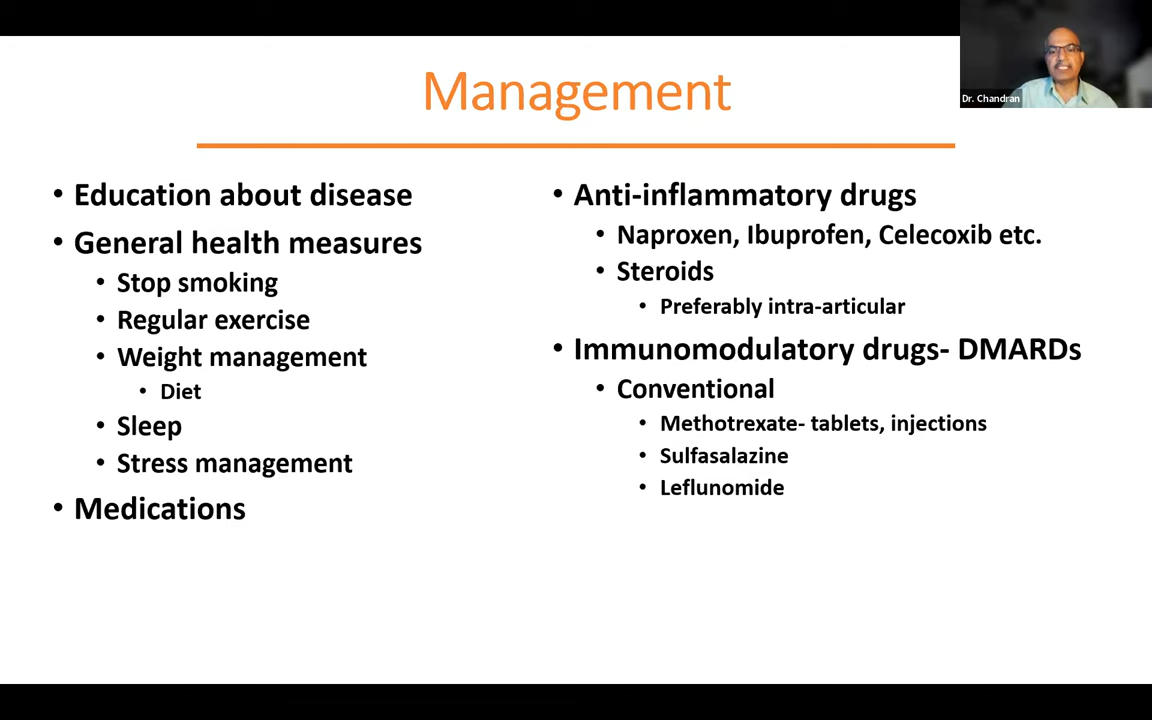 Management
Dr. Chandran
• Education about disease
• General health measures
• Stop smoking
• Regular exercise
• Weight management
• Diet
• Sleep
• Stress management
• Medications
• Anti-inflammatory drugs
• Naproxen, Ibuprofen, Celecoxib etc.
• Steroids
• Preferably intra-articular
• Immunomodulatory drugs- DMARDs
• Conventional
• Methotrexate- tablets, injections
• Sulfasalazine
• Leflunomide